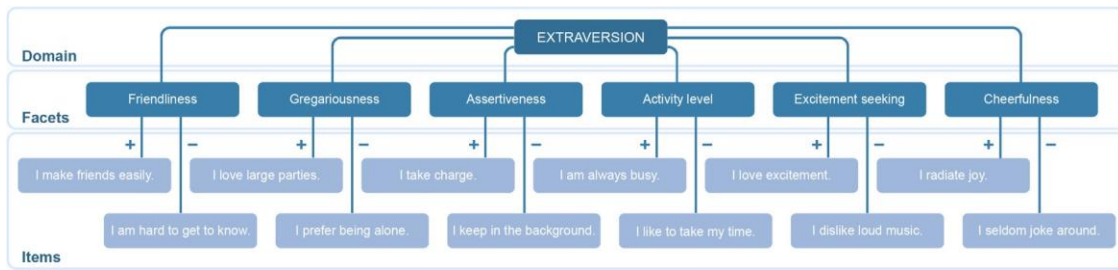 EXTRAVERSION
Domain
Friendliness
Gregariousness
Assertiveness
Activity level
Excitement seeking
Cheerfulness
Facets
+ − + − + − + − + − + −
I make friends easily.
I love large parties.
I take charge.
I am always busy.
I love excitement.
I radiate joy.
I am hard to get to know.
I prefer being alone.
I keep in the background.
I like to take my time.
I dislike loud music.
I seldom joke around.
Items